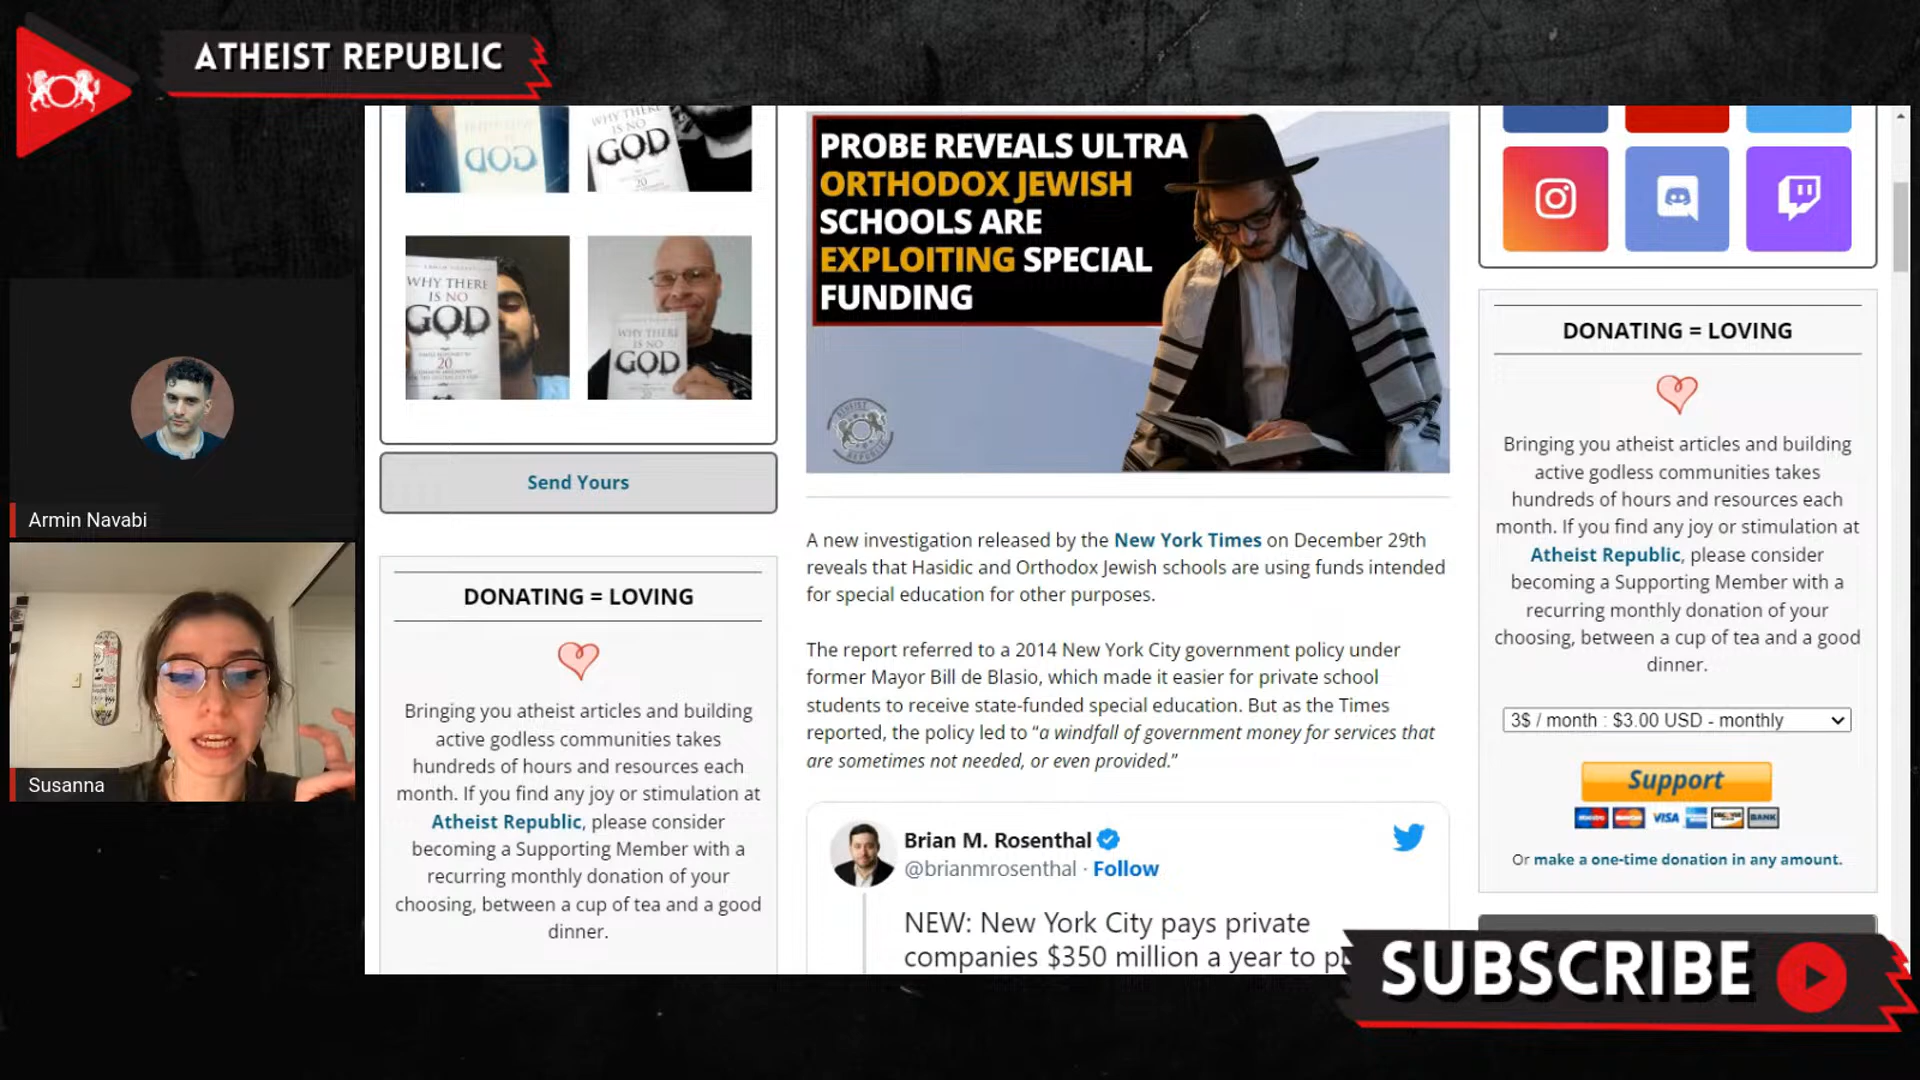 ATHEIST REPUBLIC
GOD
WHY THERE
IS NO
GOD
20
WHY THERE
IS NO
GOD
20
WHY THERE
IS NO
GOD
20
Send Yours
DONATING = LOVING
Bringing you atheist articles and building
active godless communities takes
hundreds of hours and resources each
month. If you find any joy or stimulation at
Atheist Republic, please consider
becoming a Supporting Member with a
recurring monthly donation of your
choosing, between a cup of tea and a good
dinner.
PROBE REVEALS ULTRA
ORTHODOX JEWISH
SCHOOLS ARE
EXPLOITING SPECIAL
FUNDING
ATHEIST
REPUBLIC
A new investigation released by the New York Times on December 29th
reveals that Hasidic and Orthodox Jewish schools are using funds intended
for special education for other purposes.
The report referred to a 2014 New York City government policy under
former Mayor Bill de Blasio, which made it easier for private school
students to receive state-funded special education. But as the Times
reported, the policy led to “a windfall of government money for services that
are sometimes not needed, or even provided.”
Brian M. Rosenthal
@brianmrosenthal · Follow
NEW: New York City pays private
companies $350 million a year to p
DONATING = LOVING
Bringing you atheist articles and building
active godless communities takes
hundreds of hours and resources each
month. If you find any joy or stimulation at
Atheist Republic, please consider
becoming a Supporting Member with a
recurring monthly donation of your
choosing, between a cup of tea and a good
dinner.
3$ / month : $3.00 USD - monthly
Support
VISA
BANK
Or make a one-time donation in any amount.
Armin Navabi
Susanna
SUBSCRIBE